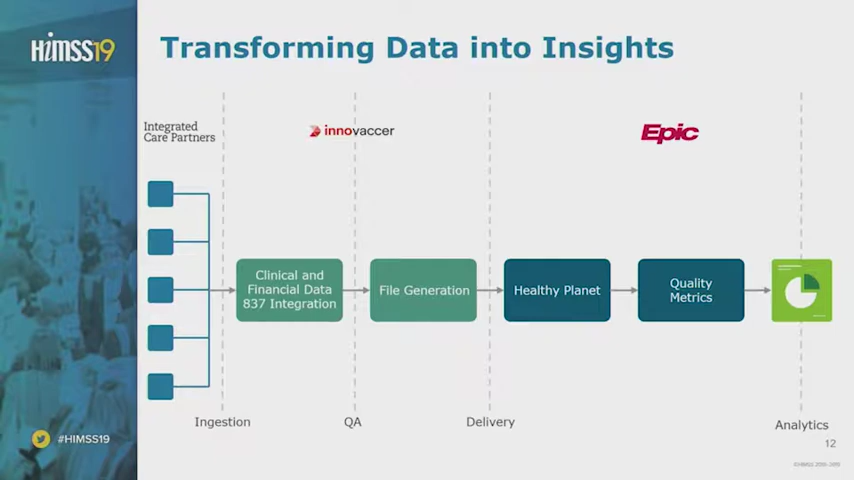 HIMSS19
Transforming Data into Insights
Integrated
Care Partners
innovaccer
Epic
Clinical and
Financial Data
837 Integration
File Generation
Healthy Planet
Quality
Metrics
Ingestion
QA
Delivery
Analytics
#HIMSS19
12